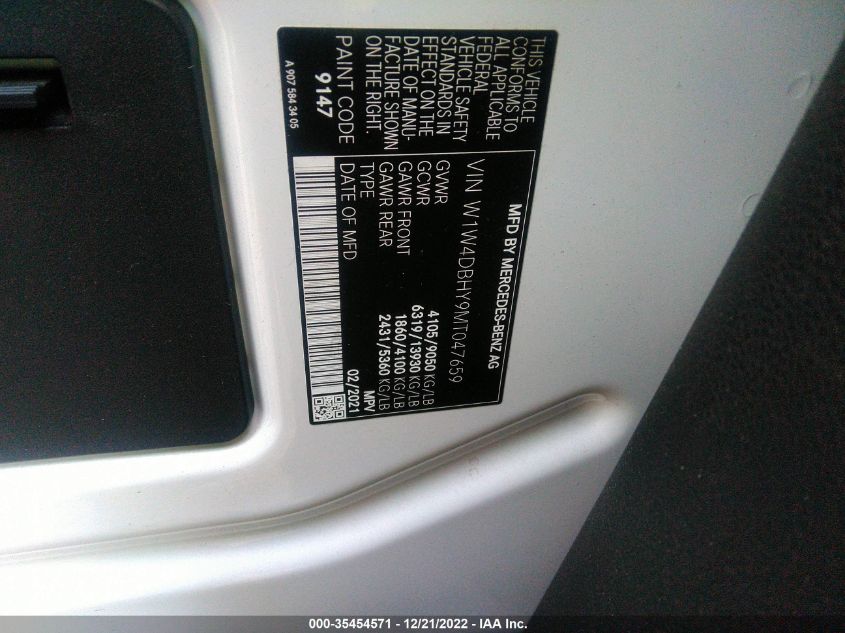 MFD BY MERCEDES-BENZ AG
VIN W1W4DBHY9MT047659
GVWR 4105/9050 KG/LB
GCWR 6319/13930 KG/LB
GAWR FRONT 1860/4100 KG/LB
GAWR REAR 2431/5360 KG/LB
TYPE MPV
DATE OF MFD 02/2021
THIS VEHICLE
CONFORMS TO
ALL APPLICABLE
FEDERAL
VEHICLE SAFETY
STANDARDS IN
EFFECT ON THE
DATE OF MANU-
FACTURE SHOWN
ON THE RIGHT.
PAINT CODE
9147
A 907 584 34 05
000-35454571 - 12/21/2022 - IAA Inc.